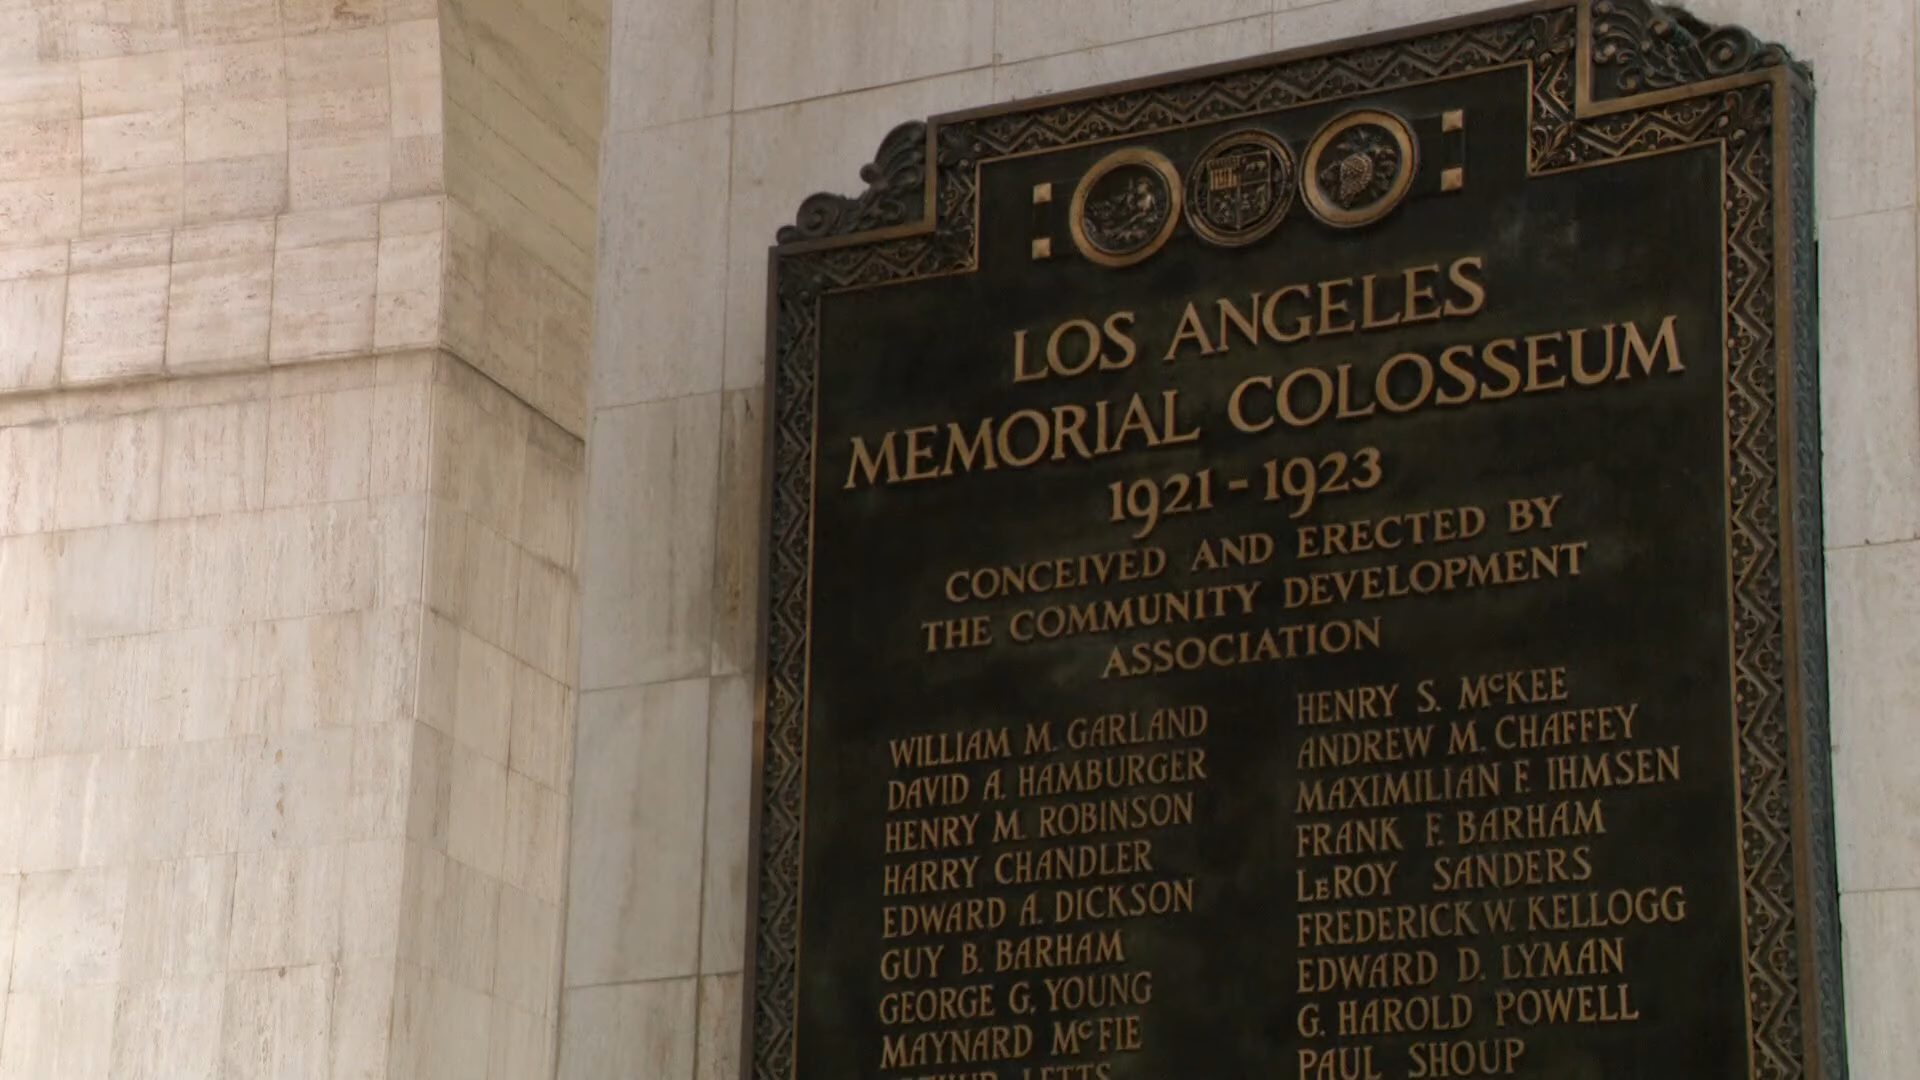 LOS ANGELES
MEMORIAL COLOSSEUM
1921-1923
CONCEIVED AND ERECTED BY
THE COMMUNITY DEVELOPMENT
ASSOCIATION
WILLIAM M. GARLAND
DAVID A. HAMBURGER
HENRY M. ROBINSON
HARRY CHANDLER
EDWARD A. DICKSON
GUY B. BARHAM
GEORGE G. YOUNG
MAYNARD McFIE
LETTS
HENRY S. McKEE
ANDREW M. CHAFFEY
MAXIMILIAN F. IHMSEN
FRANK F. BARHAM
LeROY SANDERS
FREDERICK W. KELLOGG
EDWARD D. LYMAN
G. HAROLD POWELL
PAUL SHOUP